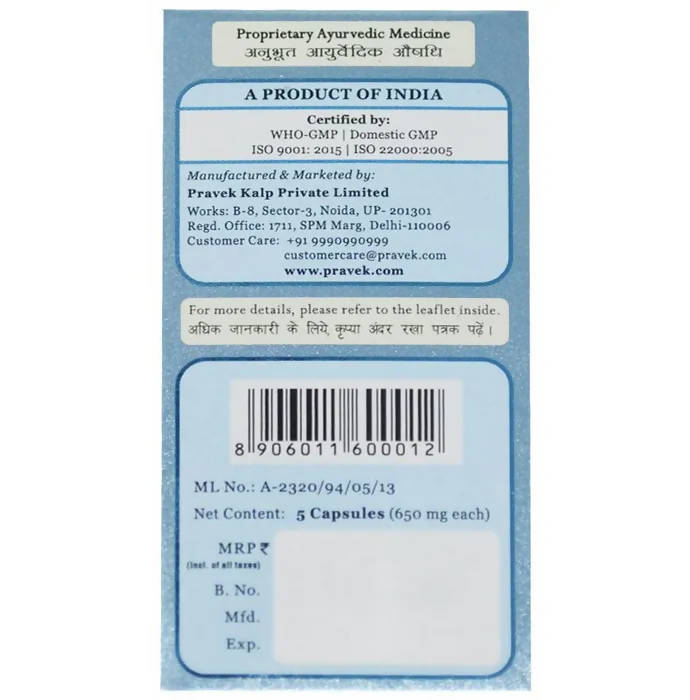 Proprietary Ayurvedic Medicine
अनुभूत आयुर्वेदिक औषधि
A PRODUCT OF INDIA
Certified by:
WHO-GMP | Domestic GMP
ISO 9001: 2015 | ISO 22000:2005
Manufactured & Marketed by:
Pravek Kalp Private Limited
Works: B-8, Sector-3, Noida, UP- 201301
Regd. Office: 1711, SPM Marg, Delhi-110006
Customer Care: +91 9990990999
customercare@pravek.com
www.pravek.com
For more details, please refer to the leaflet inside.
अधिक जानकारी के लिये कृप्या अंदर रखा पत्रक पढ़ें।
8 906011 600012
ML No.: A-2320/94/05/13
Net Content: 5 Capsules (650 mg each)
MRP ₹
(Incl. of all taxes)
B. No.
Mfd.
Exp.